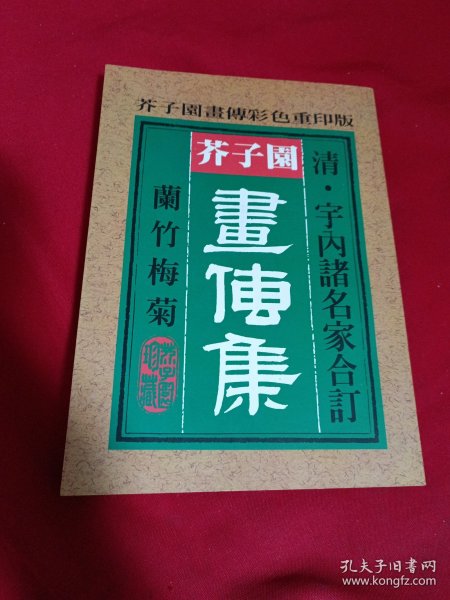 芥子園畫傳彩色重印版
清·宇內諸名家合訂
芥子園
畫傳集
蘭竹梅菊
孔夫子旧书网
www.kongfz.com